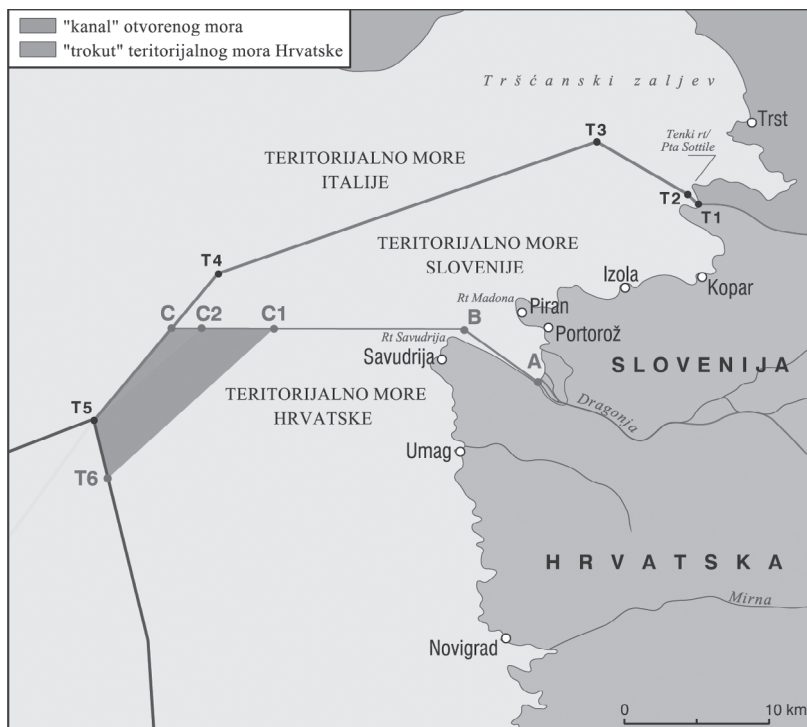 "kanal" otvorenog mora
"trokut" teritorijalnog mora Hrvatske
Tršćanski zaljev
Trst
T3
Tenki rt/
Pta Sottile
TERITORIJALNO MORE
ITALIJE
T2
T1
T4
TERITORIJALNO MORE
SLOVENIJE
Izola
Kopar
Rt Madona
Piran
C
C2
C1
B
Portorož
Rt Savudrija
Savudrija
A
SLOVENIJA
TERITORIJALNO MORE
HRVATSKE
Dragonja
T5
Umag
T6
HRVATSKA
Mirna
Novigrad
0
10 km